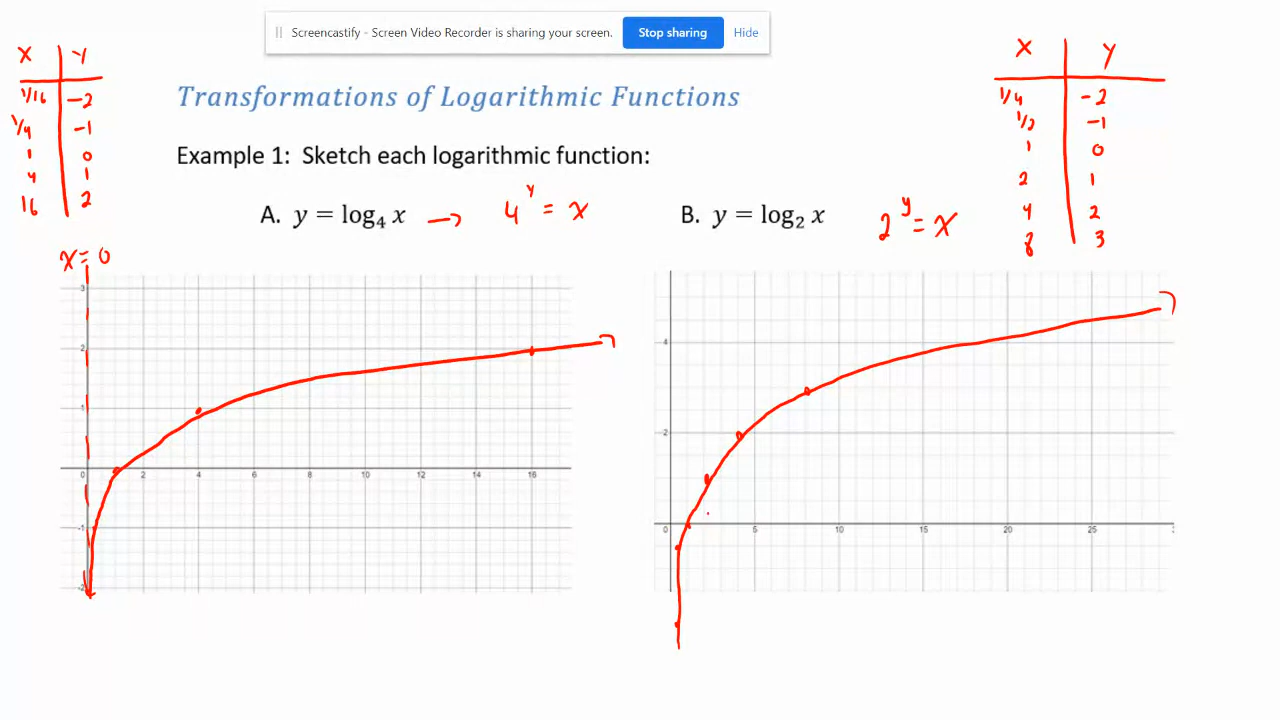 Screencastify - Screen Video Recorder is sharing your screen. Stop sharing Hide
x y
1/16 -2
1/4 -1
1 0
4 1
16 2
x y
1/4 -2
1/2 -1
1 0
2 1
4 2
8 3
Transformations of Logarithmic Functions
Example 1: Sketch each logarithmic function:
A. y = log₄ x → 4^y = x
B. y = log₂ x 2^y = x
x = 0
3
2
1
0 2 4 6 8 10 12 14 16
-1
-2
4
2
0 5 10 15 20 25